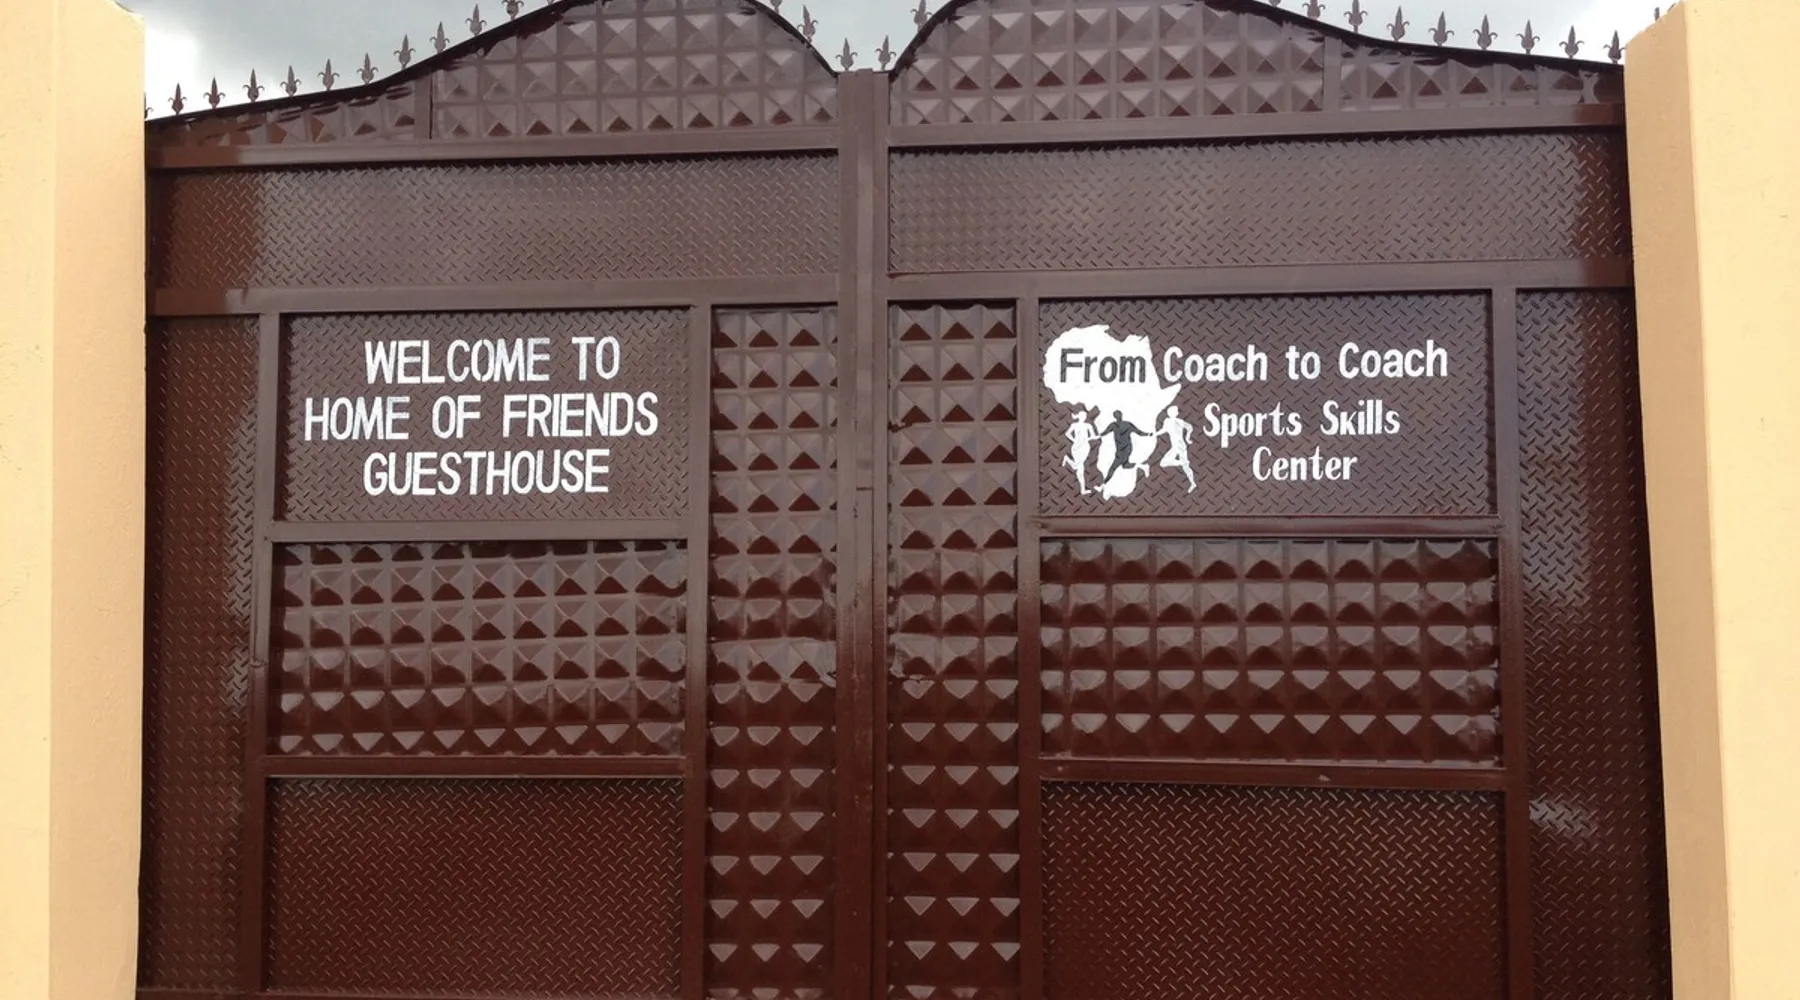 WELCOME TO
HOME OF FRIENDS
GUESTHOUSE
From Coach to Coach
Sports Skills
Center